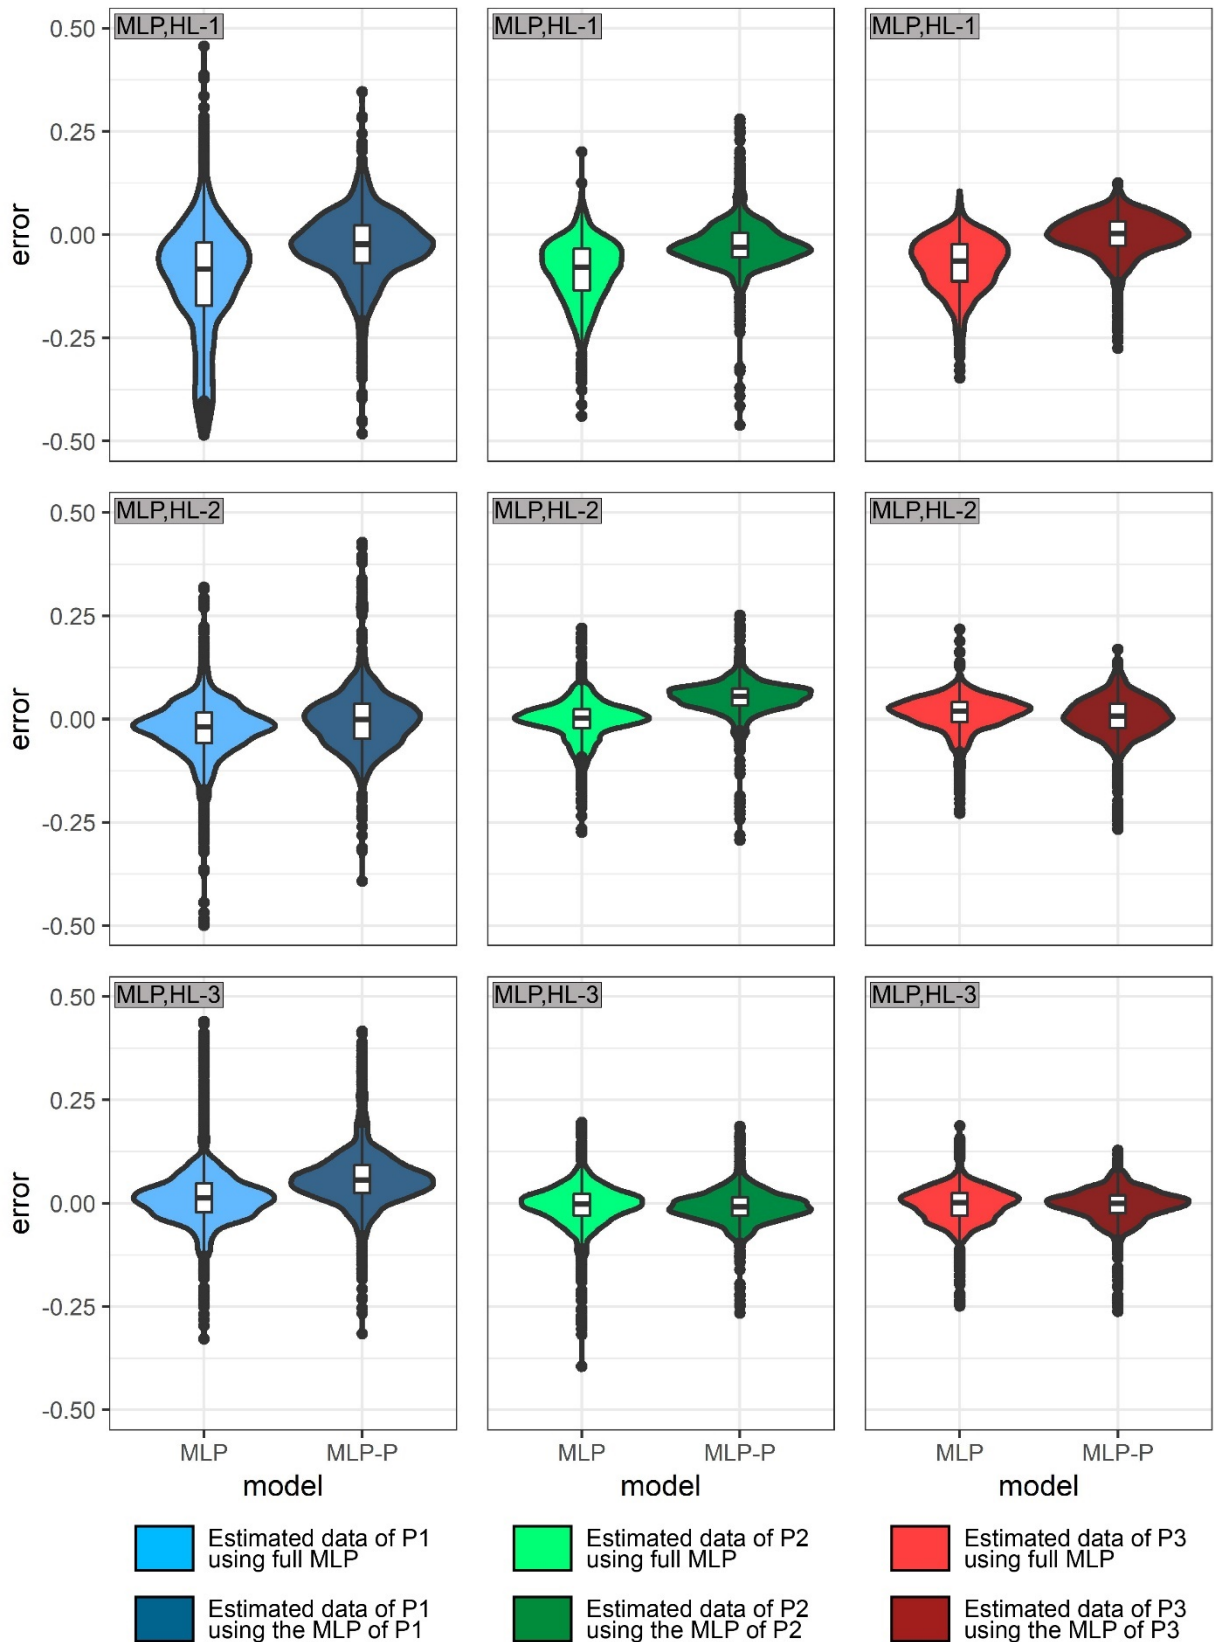 MLP,HL-1
MLP,HL-1
MLP,HL-1
0.50
0.25
0.00
-0.25
-0.50
error
MLP,HL-2
MLP,HL-2
MLP,HL-2
0.50
0.25
0.00
-0.25
-0.50
error
MLP,HL-3
MLP,HL-3
MLP,HL-3
0.50
0.25
0.00
-0.25
-0.50
error
MLP
MLP-P
MLP
MLP-P
MLP
MLP-P
model
model
model
Estimated data of P1
using full MLP
Estimated data of P2
using full MLP
Estimated data of P3
using full MLP
Estimated data of P1
using the MLP of P1
Estimated data of P2
using the MLP of P2
Estimated data of P3
using the MLP of P3